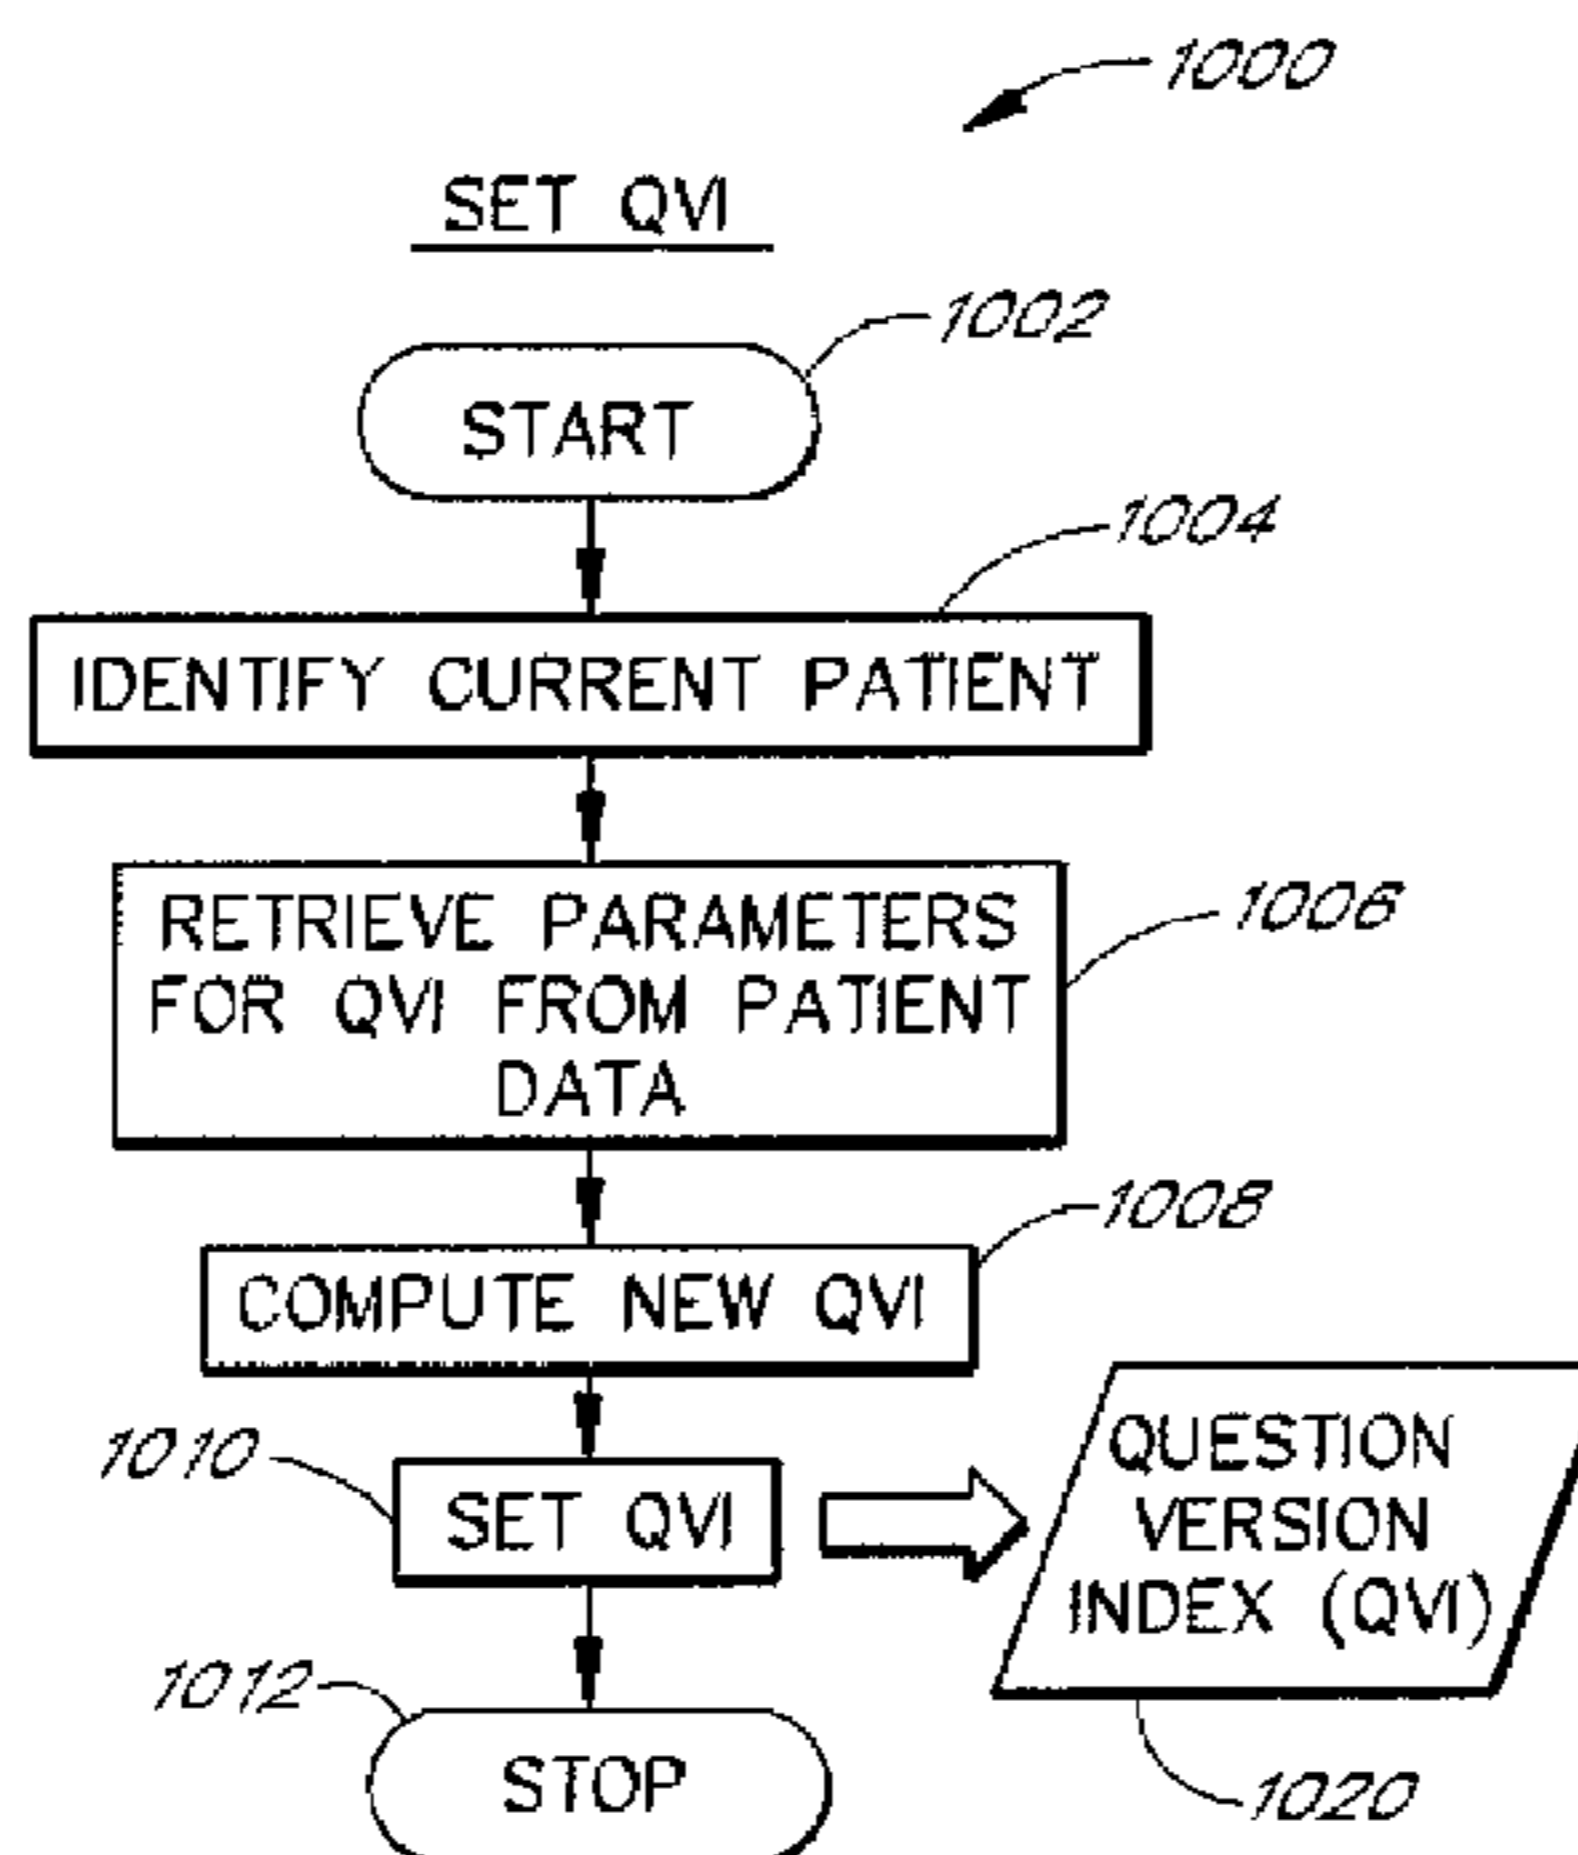 1000
SET QVI
1002
START
1004
IDENTIFY CURRENT PATIENT
1006
RETRIEVE PARAMETERS
FOR QVI FROM PATIENT
DATA
1008
COMPUTE NEW QVI
1010
SET QVI
QUESTION
VERSION
INDEX (QVI)
1012
STOP
1020